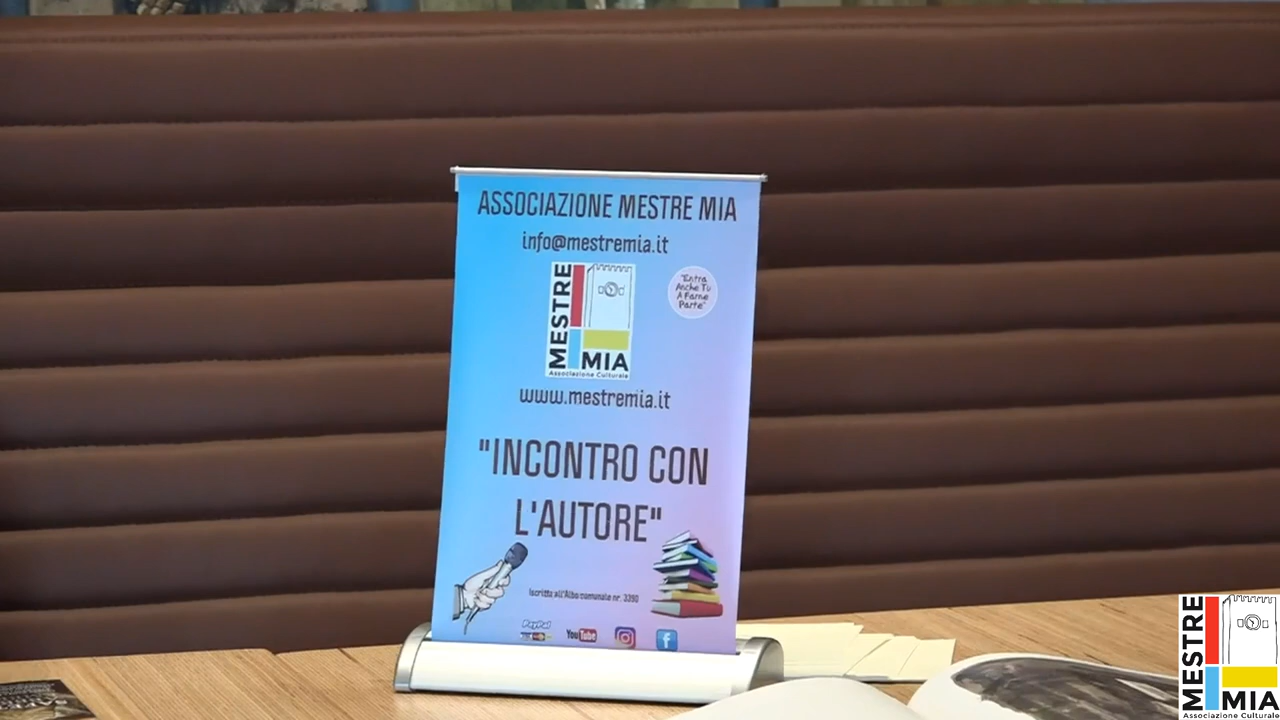 ASSOCIAZIONE MESTRE MIA
info@mestremia.it
MESTRE
MIA
Associazione Culturale
"Entra
Anche Tu
A Farne
Parte"
www.mestremia.it
"INCONTRO CON
L'AUTORE"
Iscritta all'Albo comunale nr. 3390
PayPal
YouTube
MESTRE
MIA
Associazione Culturale